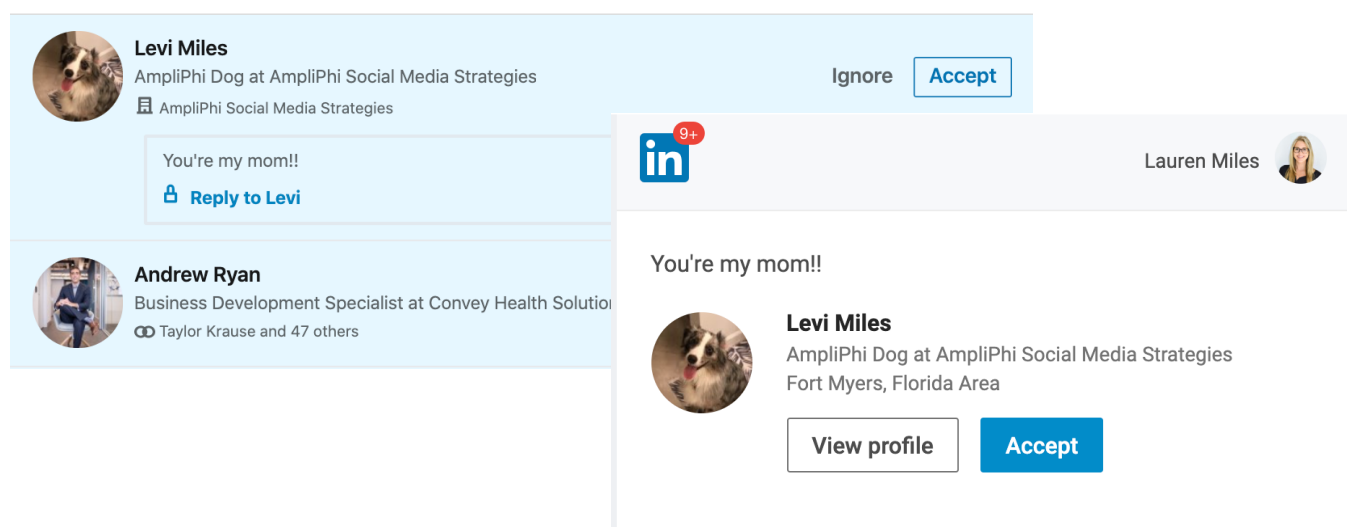 Levi Miles
AmpliPhi Dog at AmpliPhi Social Media Strategies
AmpliPhi Social Media Strategies
Ignore
Accept
You're my mom!!
Reply to Levi
Andrew Ryan
Business Development Specialist at Convey Health
Taylor Krause and 47 others
in
9+
Lauren Miles
You're my mom!!
Levi Miles
AmpliPhi Dog at AmpliPhi Social Media Strategies
Fort Myers, Florida Area
View profile
Accept